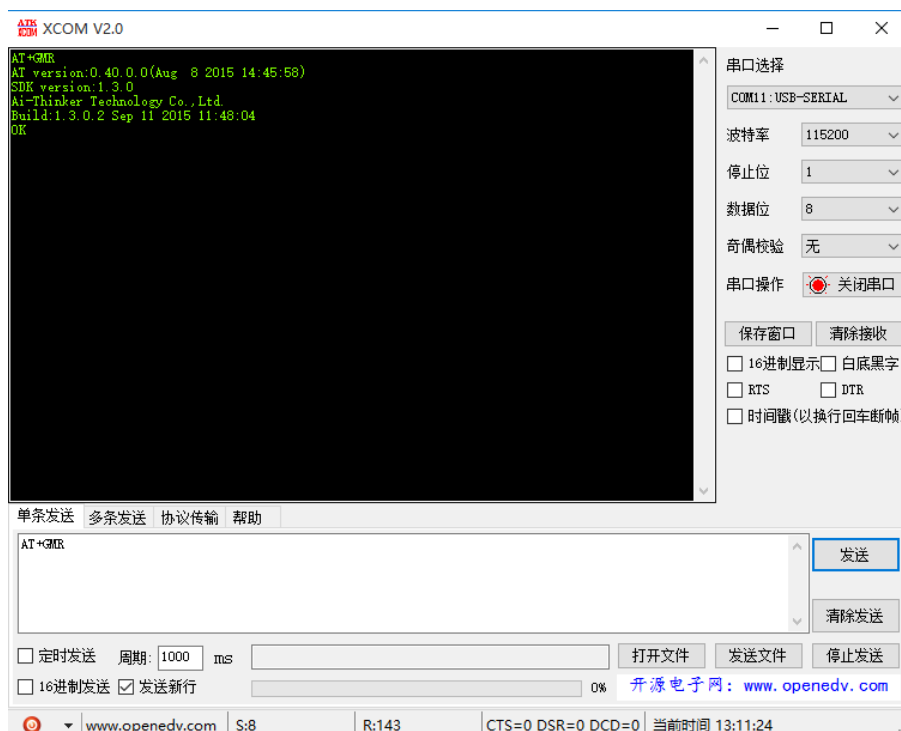 ATK XCOM XCOM V2.0
AT+GMR
AT version:0.40.0.0(Aug  8 2015 14:45:58)
SDK version:1.3.0
Ai-Thinker Technology Co.,Ltd.
Build:1.3.0.2 Sep 11 2015 11:48:04
OK
串口选择
COM11:USB-SERIAL
波特率 115200
停止位 1
数据位 8
奇偶校验 无
串口操作 关闭串口
保存窗口 清除接收
16进制显示 白底黑字
RTS DTR
时间戳(以换行回车断帧
单条发送 多条发送 协议传输 帮助
AT+GMR
发送
清除发送
定时发送 周期: 1000 ms 打开文件 发送文件 停止发送
16进制发送 发送新行 0% 开源电子网: www.openedv.com
www.openedv.com S:8 R:143 CTS=0 DSR=0 DCD=0 当前时间 13:11:24